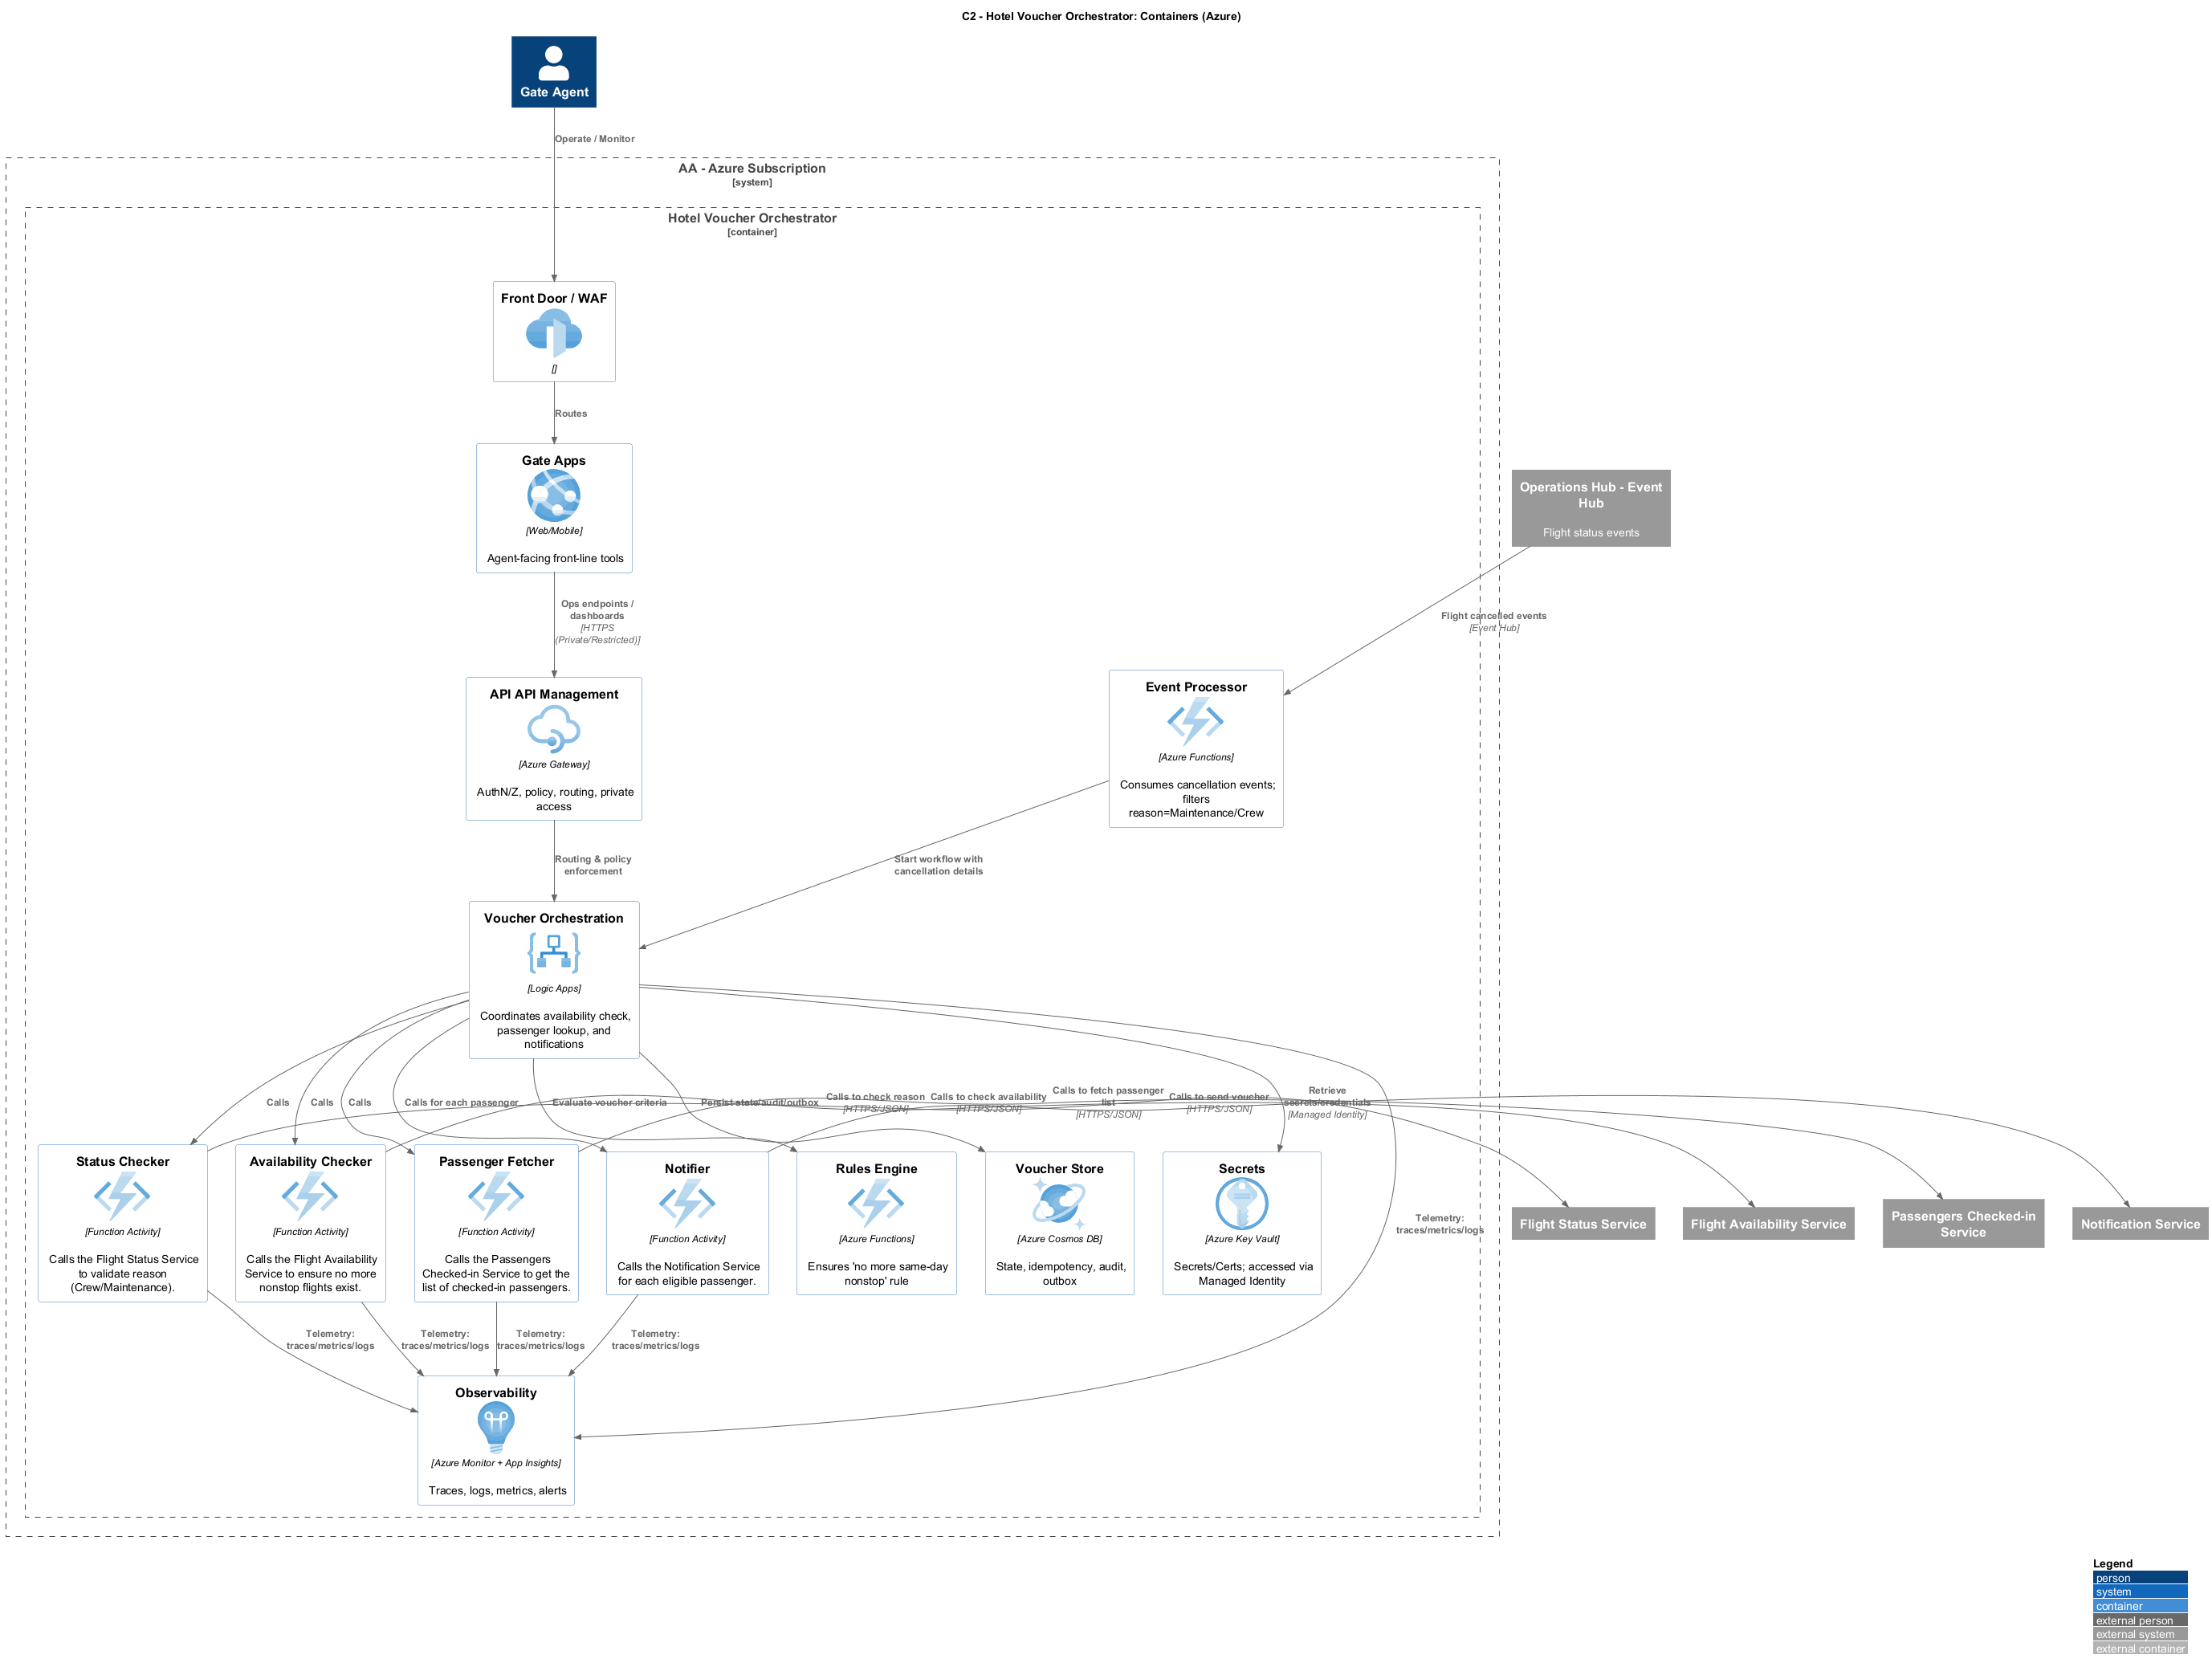 C2 - Hotel Voucher Orchestrator: Containers (Azure)
Gate Agent
Operate / Monitor
AA - Azure Subscription
[system]
Hotel Voucher Orchestrator
[container]
Front Door / WAF
[]
Routes
Gate Apps
[Web/Mobile]
Agent-facing front-line tools
Operations Hub - Event
Hub
Flight status events
Ops endpoints /
dashboards
[HTTPS
(Private/Restricted)]
Flight cancelled events
[Event Hub]
API API Management
[Azure Gateway]
AuthN/Z, policy, routing, private
access
Event Processor
[Azure Functions]
Consumes cancellation events;
filters
reason=Maintenance/Crew
Routing & policy
enforcement
Start workflow with
cancellation details
Voucher Orchestration
[Logic Apps]
Coordinates availability check,
passenger lookup, and
notifications
Calls
Calls
Calls
Calls for each passenger
Evaluate voucher criteria
Persist state/audit/outbox
Calls to check reason
[HTTPS/JSON]
Calls to check availability
[HTTPS/JSON]
Calls to fetch passenger
list
[HTTPS/JSON]
Calls to send voucher
[HTTPS/JSON]
Retrieve
secrets/credentials
[Managed Identity]
Status Checker
[Function Activity]
Calls the Flight Status Service
to validate reason
(Crew/Maintenance).
Availability Checker
[Function Activity]
Calls the Flight Availability
Service to ensure no more
nonstop flights exist.
Passenger Fetcher
[Function Activity]
Calls the Passengers
Checked-in Service to get the
list of checked-in passengers.
Notifier
[Function Activity]
Calls the Notification Service
for each eligible passenger.
Rules Engine
[Azure Functions]
Ensures 'no more same-day
nonstop' rule
Voucher Store
[Azure Cosmos DB]
State, idempotency, audit,
outbox
Secrets
[Azure Key Vault]
Secrets/Certs; accessed via
Managed Identity
Telemetry:
traces/metrics/logs
Flight Status Service
Flight Availability Service
Passengers Checked-in
Service
Notification Service
Telemetry:
traces/metrics/logs
Telemetry:
traces/metrics/logs
Telemetry:
traces/metrics/logs
Telemetry:
traces/metrics/logs
Observability
[Azure Monitor + App Insights]
Traces, logs, metrics, alerts
Legend
person
system
container
external person
external system
external container